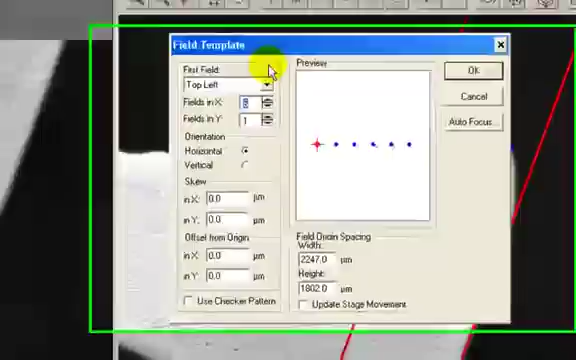 Field Template
First Field:
Top Left
Fields in X: 6
Fields in Y: 1
Orientation
Horizontal
Vertical
Skew
in X: 0.0 µm
in Y: 0.0 µm
Offset from Origin
in X: 0.0 µm
in Y: 0.0 µm
Use Checker Pattern
Preview
Field Origin Spacing
Width:
2247.0 µm
Height:
1802.0 µm
Update Stage Movement
OK
Cancel
Auto Focus...